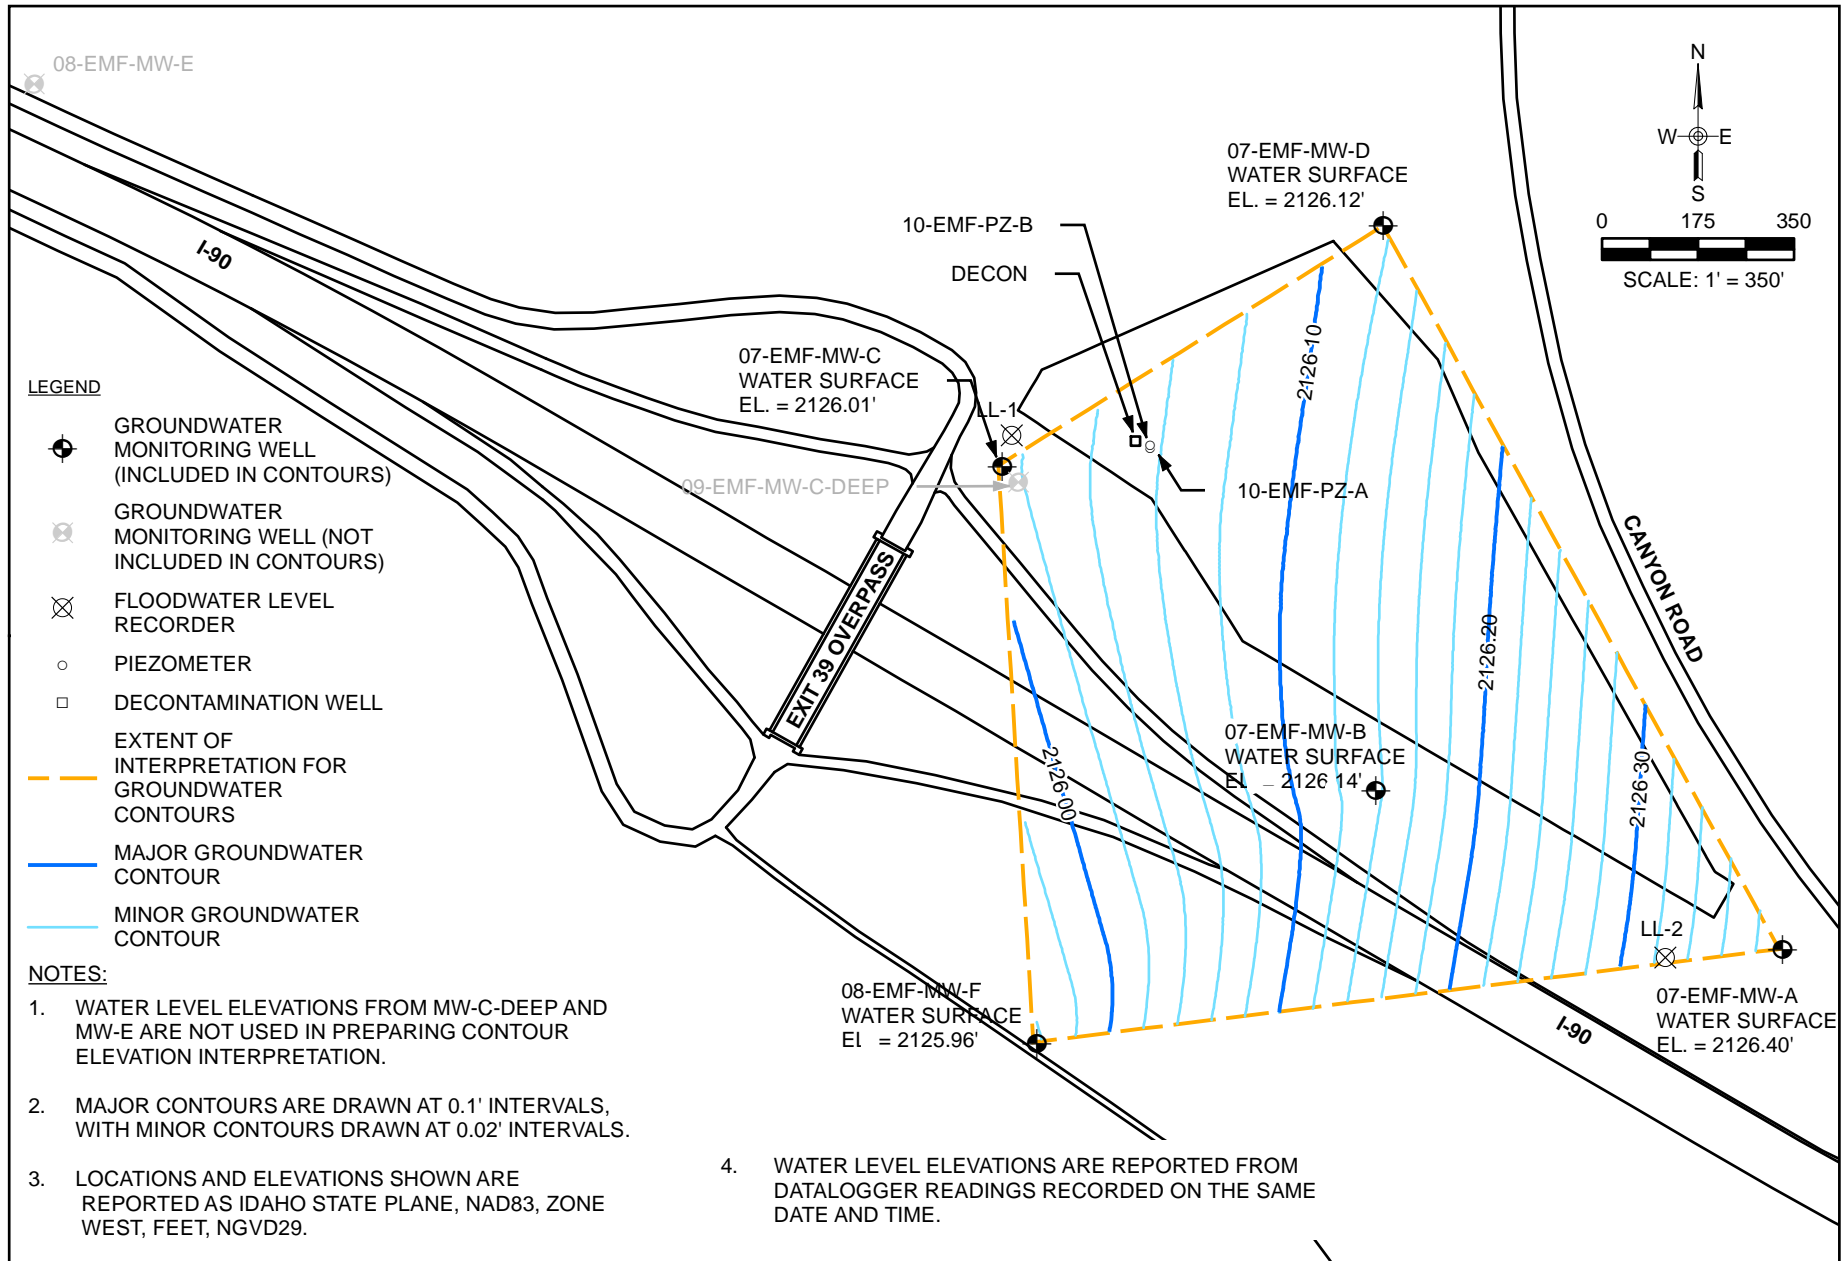 08-EMF-MW-E
N
W E
S
0 175 350
SCALE: 1' = 350'
07-EMF-MW-D
WATER SURFACE
EL. = 2126.12'
10-EMF-PZ-B
DECON
I-90
07-EMF-MW-C
WATER SURFACE
EL. = 2126.01'
LL-1
09-EMF-MW-C-DEEP
10-EMF-PZ-A
2126.10
CANYON ROAD
EXIT 39 OVERPASS
2126.20
2126.00
07-EMF-MW-B
WATER SURFACE
EL = 2126.14'
2126.30
LL-2
08-EMF-MW-F
WATER SURFACE
EL = 2125.96'
I-90
07-EMF-MW-A
WATER SURFACE
EL. = 2126.40'
LEGEND
GROUNDWATER
MONITORING WELL
(INCLUDED IN CONTOURS)
GROUNDWATER
MONITORING WELL (NOT
INCLUDED IN CONTOURS)
FLOODWATER LEVEL
RECORDER
PIEZOMETER
DECONTAMINATION WELL
EXTENT OF
INTERPRETATION FOR
GROUNDWATER
CONTOURS
MAJOR GROUNDWATER
CONTOUR
MINOR GROUNDWATER
CONTOUR
NOTES:
1. WATER LEVEL ELEVATIONS FROM MW-C-DEEP AND
MW-E ARE NOT USED IN PREPARING CONTOUR
ELEVATION INTERPRETATION.
2. MAJOR CONTOURS ARE DRAWN AT 0.1' INTERVALS,
WITH MINOR CONTOURS DRAWN AT 0.02' INTERVALS.
3. LOCATIONS AND ELEVATIONS SHOWN ARE
REPORTED AS IDAHO STATE PLANE, NAD83, ZONE
WEST, FEET, NGVD29.
4. WATER LEVEL ELEVATIONS ARE REPORTED FROM
DATALOGGER READINGS RECORDED ON THE SAME
DATE AND TIME.